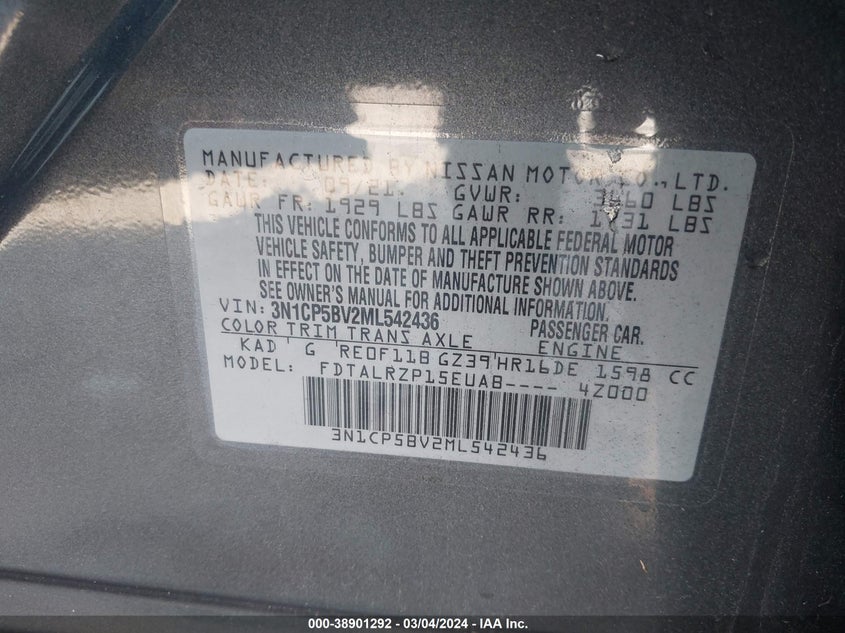 MANUFACTURED BY NISSAN MOTOR CO., LTD.
DATE: 09/21 GVWR: 3460 LBS
GAWR FR: 1929 LBS GAWR RR: 1731 LBS
THIS VEHICLE CONFORMS TO ALL APPLICABLE FEDERAL MOTOR
VEHICLE SAFETY, BUMPER AND THEFT PREVENTION STANDARDS
IN EFFECT ON THE DATE OF MANUFACTURE SHOWN ABOVE.
SEE OWNER'S MANUAL FOR ADDITIONAL INFORMATION.
VIN: 3N1CP5BV2ML542436 PASSENGER CAR.
COLOR TRIM TRANS AXLE ENGINE
KAD G RE0F11B GZ39 HR16DE 1598 CC
MODEL: FDTALRZP15EUAB---- 4Z000
3N1CP5BV2ML542436
000-38901292 - 03/04/2024 - IAA Inc.